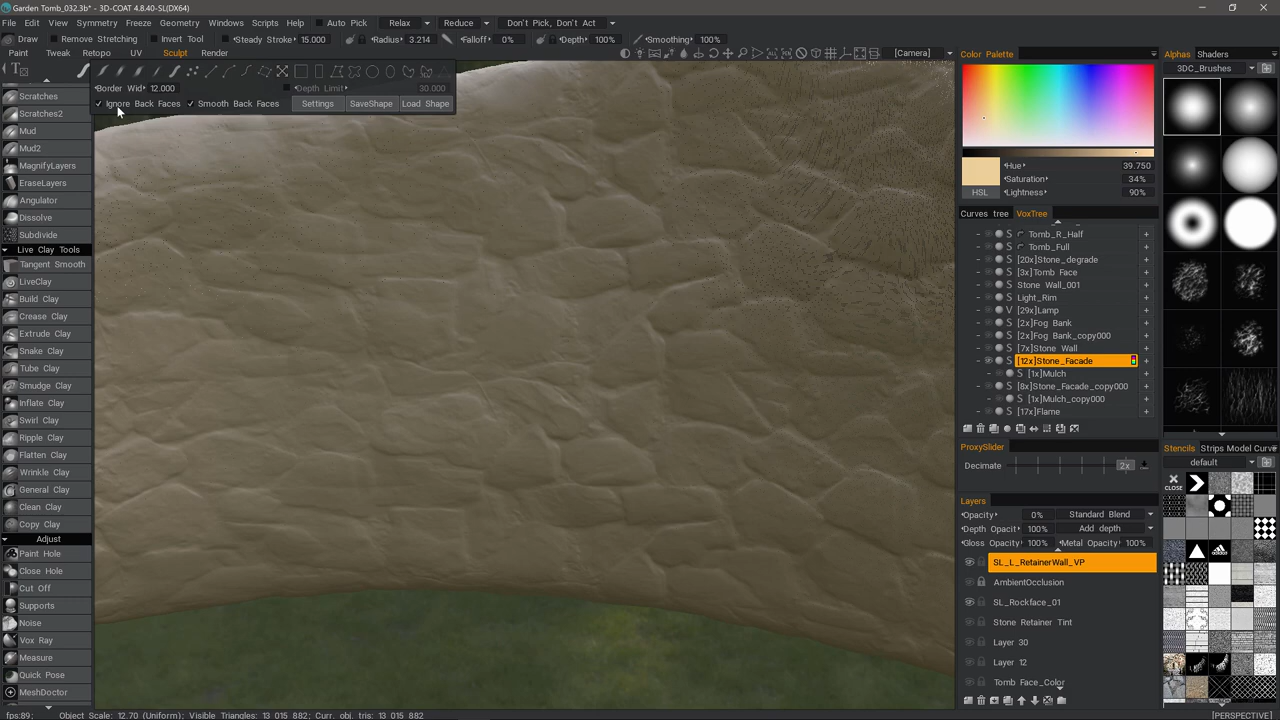 Garden Tomb_032.3b* - 3D-COAT 4.8.40-SL(DX64)
File Edit View Symmetry Freeze Geometry Windows Scripts Help Auto Pick Relax Reduce Don't Pick, Don't Act
Draw Remove Stretching Invert Tool Steady Stroke 15.000 Radius 3.214 Falloff 0% Depth 100% Smoothing 100%
Paint Tweak Retopo UV Sculpt Render [Camera]
Border Wid 12.000 Depth Limit 30.000
Ignore Back Faces Smooth Back Faces Settings SaveShape Load Shape
Scratches
Scratches2
Mud
Mud2
MagnifyLayers
EraseLayers
Angulator
Dissolve
Subdivide
Live Clay Tools
Tangent Smooth
LiveClay
Build Clay
Crease Clay
Extrude Clay
Snake Clay
Tube Clay
Smudge Clay
Inflate Clay
Swirl Clay
Ripple Clay
Flatten Clay
Wrinkle Clay
General Clay
Clean Clay
Copy Clay
Adjust
Paint Hole
Close Hole
Cut Off
Supports
Noise
Vox Ray
Measure
Quick Pose
MeshDoctor
Color Palette
Hue 39.750
Saturation 34%
HSL Lightness 90%
Curves tree VoxTree
S Tomb_R_Half
S Tomb_Full
S [20x]Stone_degrade
S [3x]Tomb Face
S Stone Wall_001
S Light_Rim
V [29x]Lamp
S [2x]Fog Bank
S [2x]Fog Bank_copy000
S [7x]Stone Wall
S [12x]Stone_Facade
S [1x]Mulch
S [8x]Stone_Facade_copy000
S [1x]Mulch_copy000
S [17x]Flame
ProxySlider
Decimate 2x
Layers
Opacity 0% Standard Blend
Depth Opacit 100% Add depth
Gloss Opacity 100% Metal Opacity 100%
SL_L_RetainerWall_VP
AmbientOcclusion
SL_Rockface_01
Stone Retainer Tint
Layer 30
Layer 12
Tomb Face_Color
Alphas Shaders
3DC_Brushes
Stencils Strips Model Curv
default
CLOSE
adidas
fps:89; Object Scale: 12.70 (Uniform); Visible Triangles: 13 015 882; Curr. obj. tris: 13 015 882; [PERSPECTIVE]